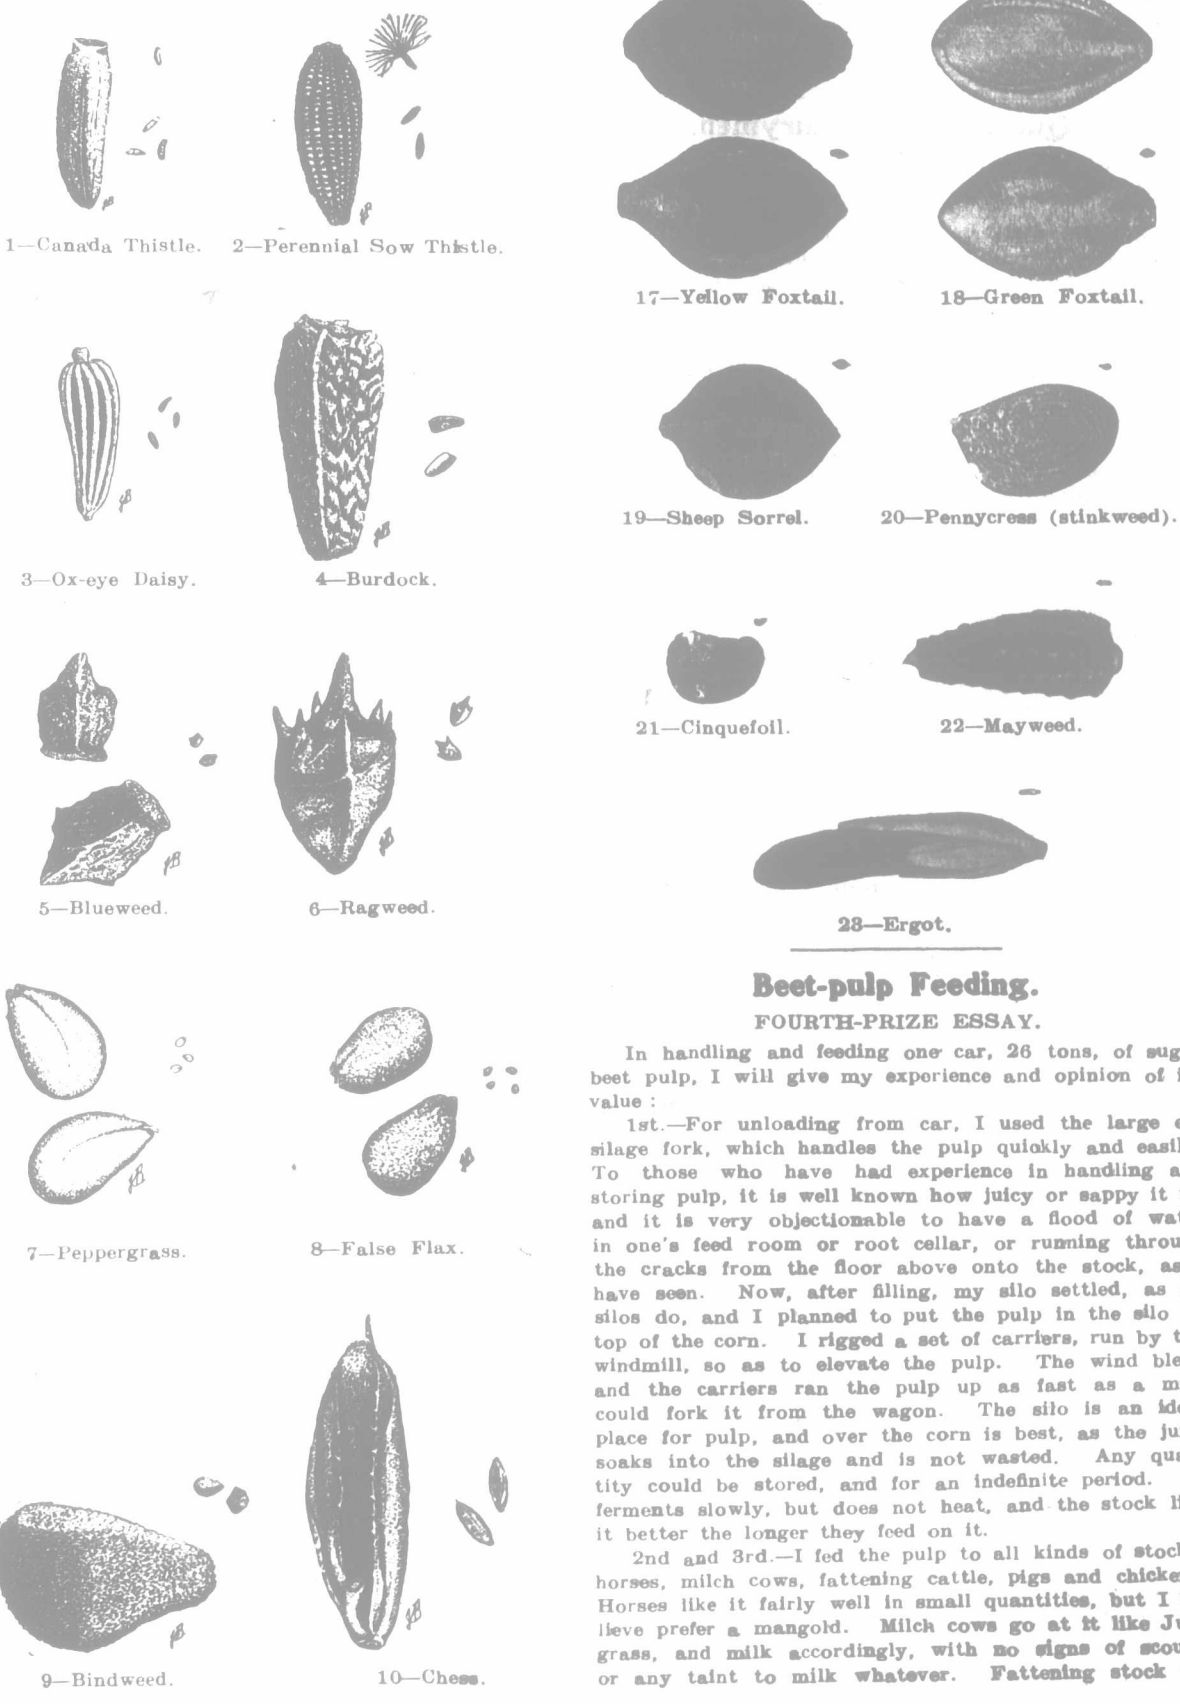 1—Canada Thistle. 2—Perennial Sow Thistle.
3—Ox-eye Daisy. 4—Burdock.
5—Blueweed. 6—Ragweed.
7—Peppergrass. 8—False Flax.
9—Bindweed. 10—Chess.
17—Yellow Foxtail. 18—Green Foxtail.
19—Sheep Sorrel. 20—Pennycress (stinkweed).
21—Cinquefoil. 22—Mayweed.
23—Ergot.
Beet-pulp Feeding.
FOURTH-PRIZE ESSAY.
In handling and feeding one car, 26 tons, of
beet pulp, I will give my experience and opinion of
value :
1st.—For unloading from car, I used the large
silage fork, which handles the pulp quickly and
To those who have had experience in handling
storing pulp, it is well known how juicy or sappy it
and it is very objectionable to have a flood of
in one's feed room or root cellar, or running
the cracks from the floor above onto the stock, as
have seen. Now, after filling, my silo settled, as
silos do, and I planned to put the pulp in the silo
top of the corn. I rigged a set of carriers, run by
windmill, so as to elevate the pulp. The wind
and the carriers ran the pulp up as fast as a
could fork it from the wagon. The silo is an
place for pulp, and over the corn is best, as the
soaks into the silage and is not wasted. Any
tity could be stored, and for an indefinite period.
ferments slowly, but does not heat, and the stock
it better the longer they feed on it.
2nd and 3rd.—I fed the pulp to all kinds of
horses, milch cows, fattening cattle, pigs and
Horses like it fairly well in small quantities, but I
lieve prefer a mangold. Milch cows go at it like
grass, and milk accordingly, with no signs of
or any taint to milk whatever. Fattening stock